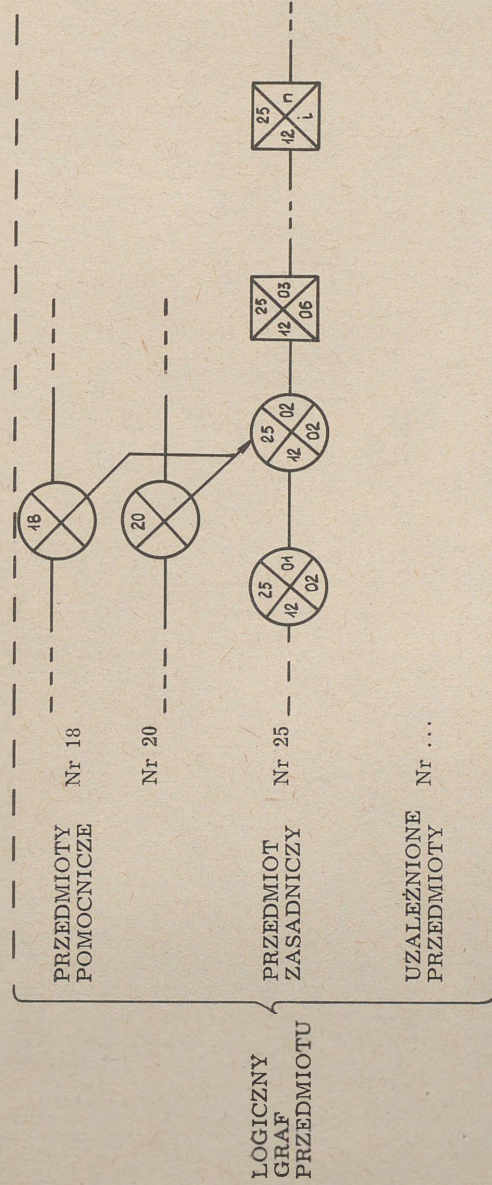 LOGICZNY
GRAF
PRZEDMIOTU
PRZEDMIOTY
POMOCNICZE
Nr 18
18
Nr 20
20
PRZEDMIOT
ZASADNICZY
Nr 25
25
12 01
02
25
12 02
02
25
12 03
06
25
12 n
i
UZALEŻNIONE
PRZEDMIOTY
Nr ...